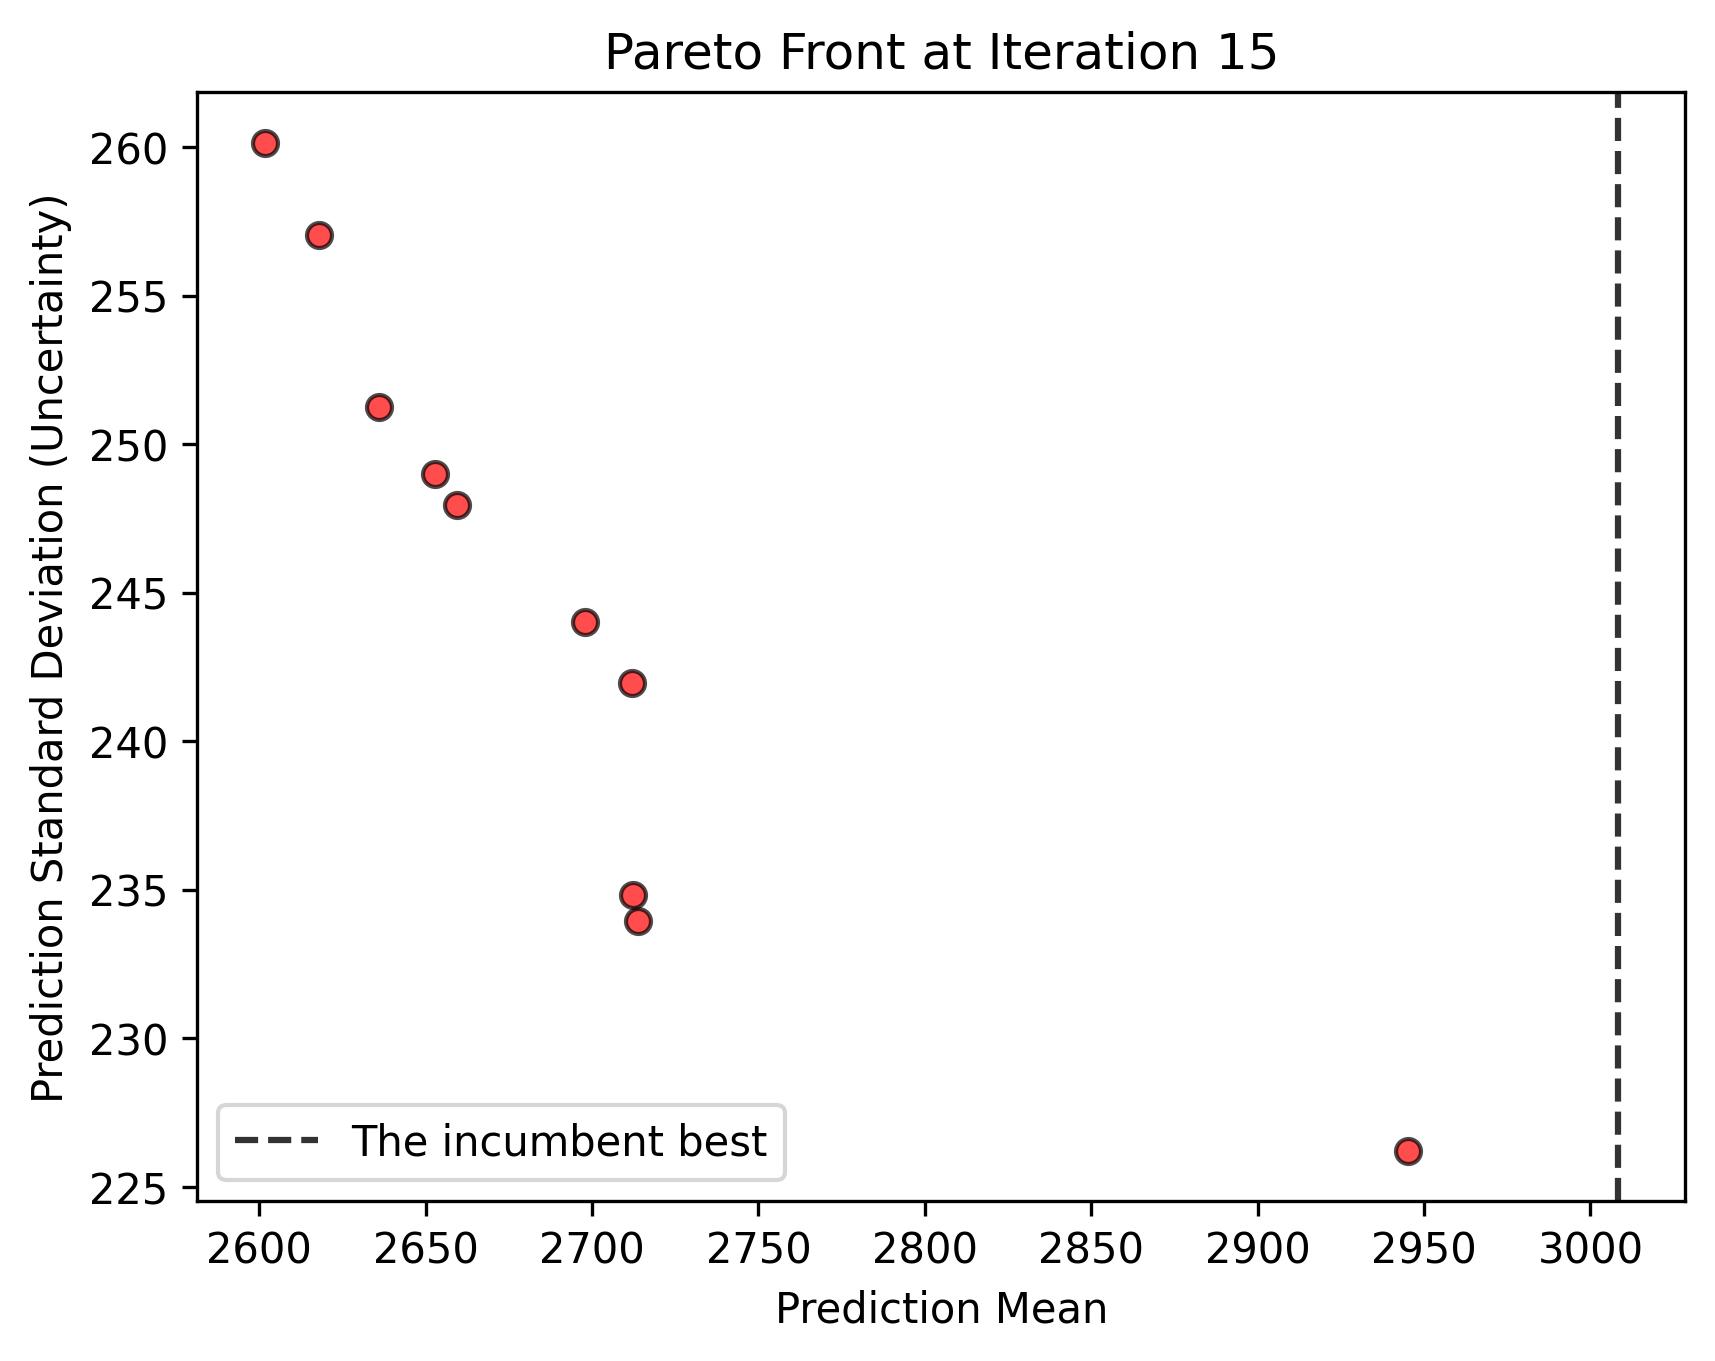 Pareto Front at Iteration 15
Prediction Standard Deviation (Uncertainty)
260
255
250
245
240
235
230
225
The incumbent best
2600 2650 2700 2750 2800 2850 2900 2950 3000
Prediction Mean